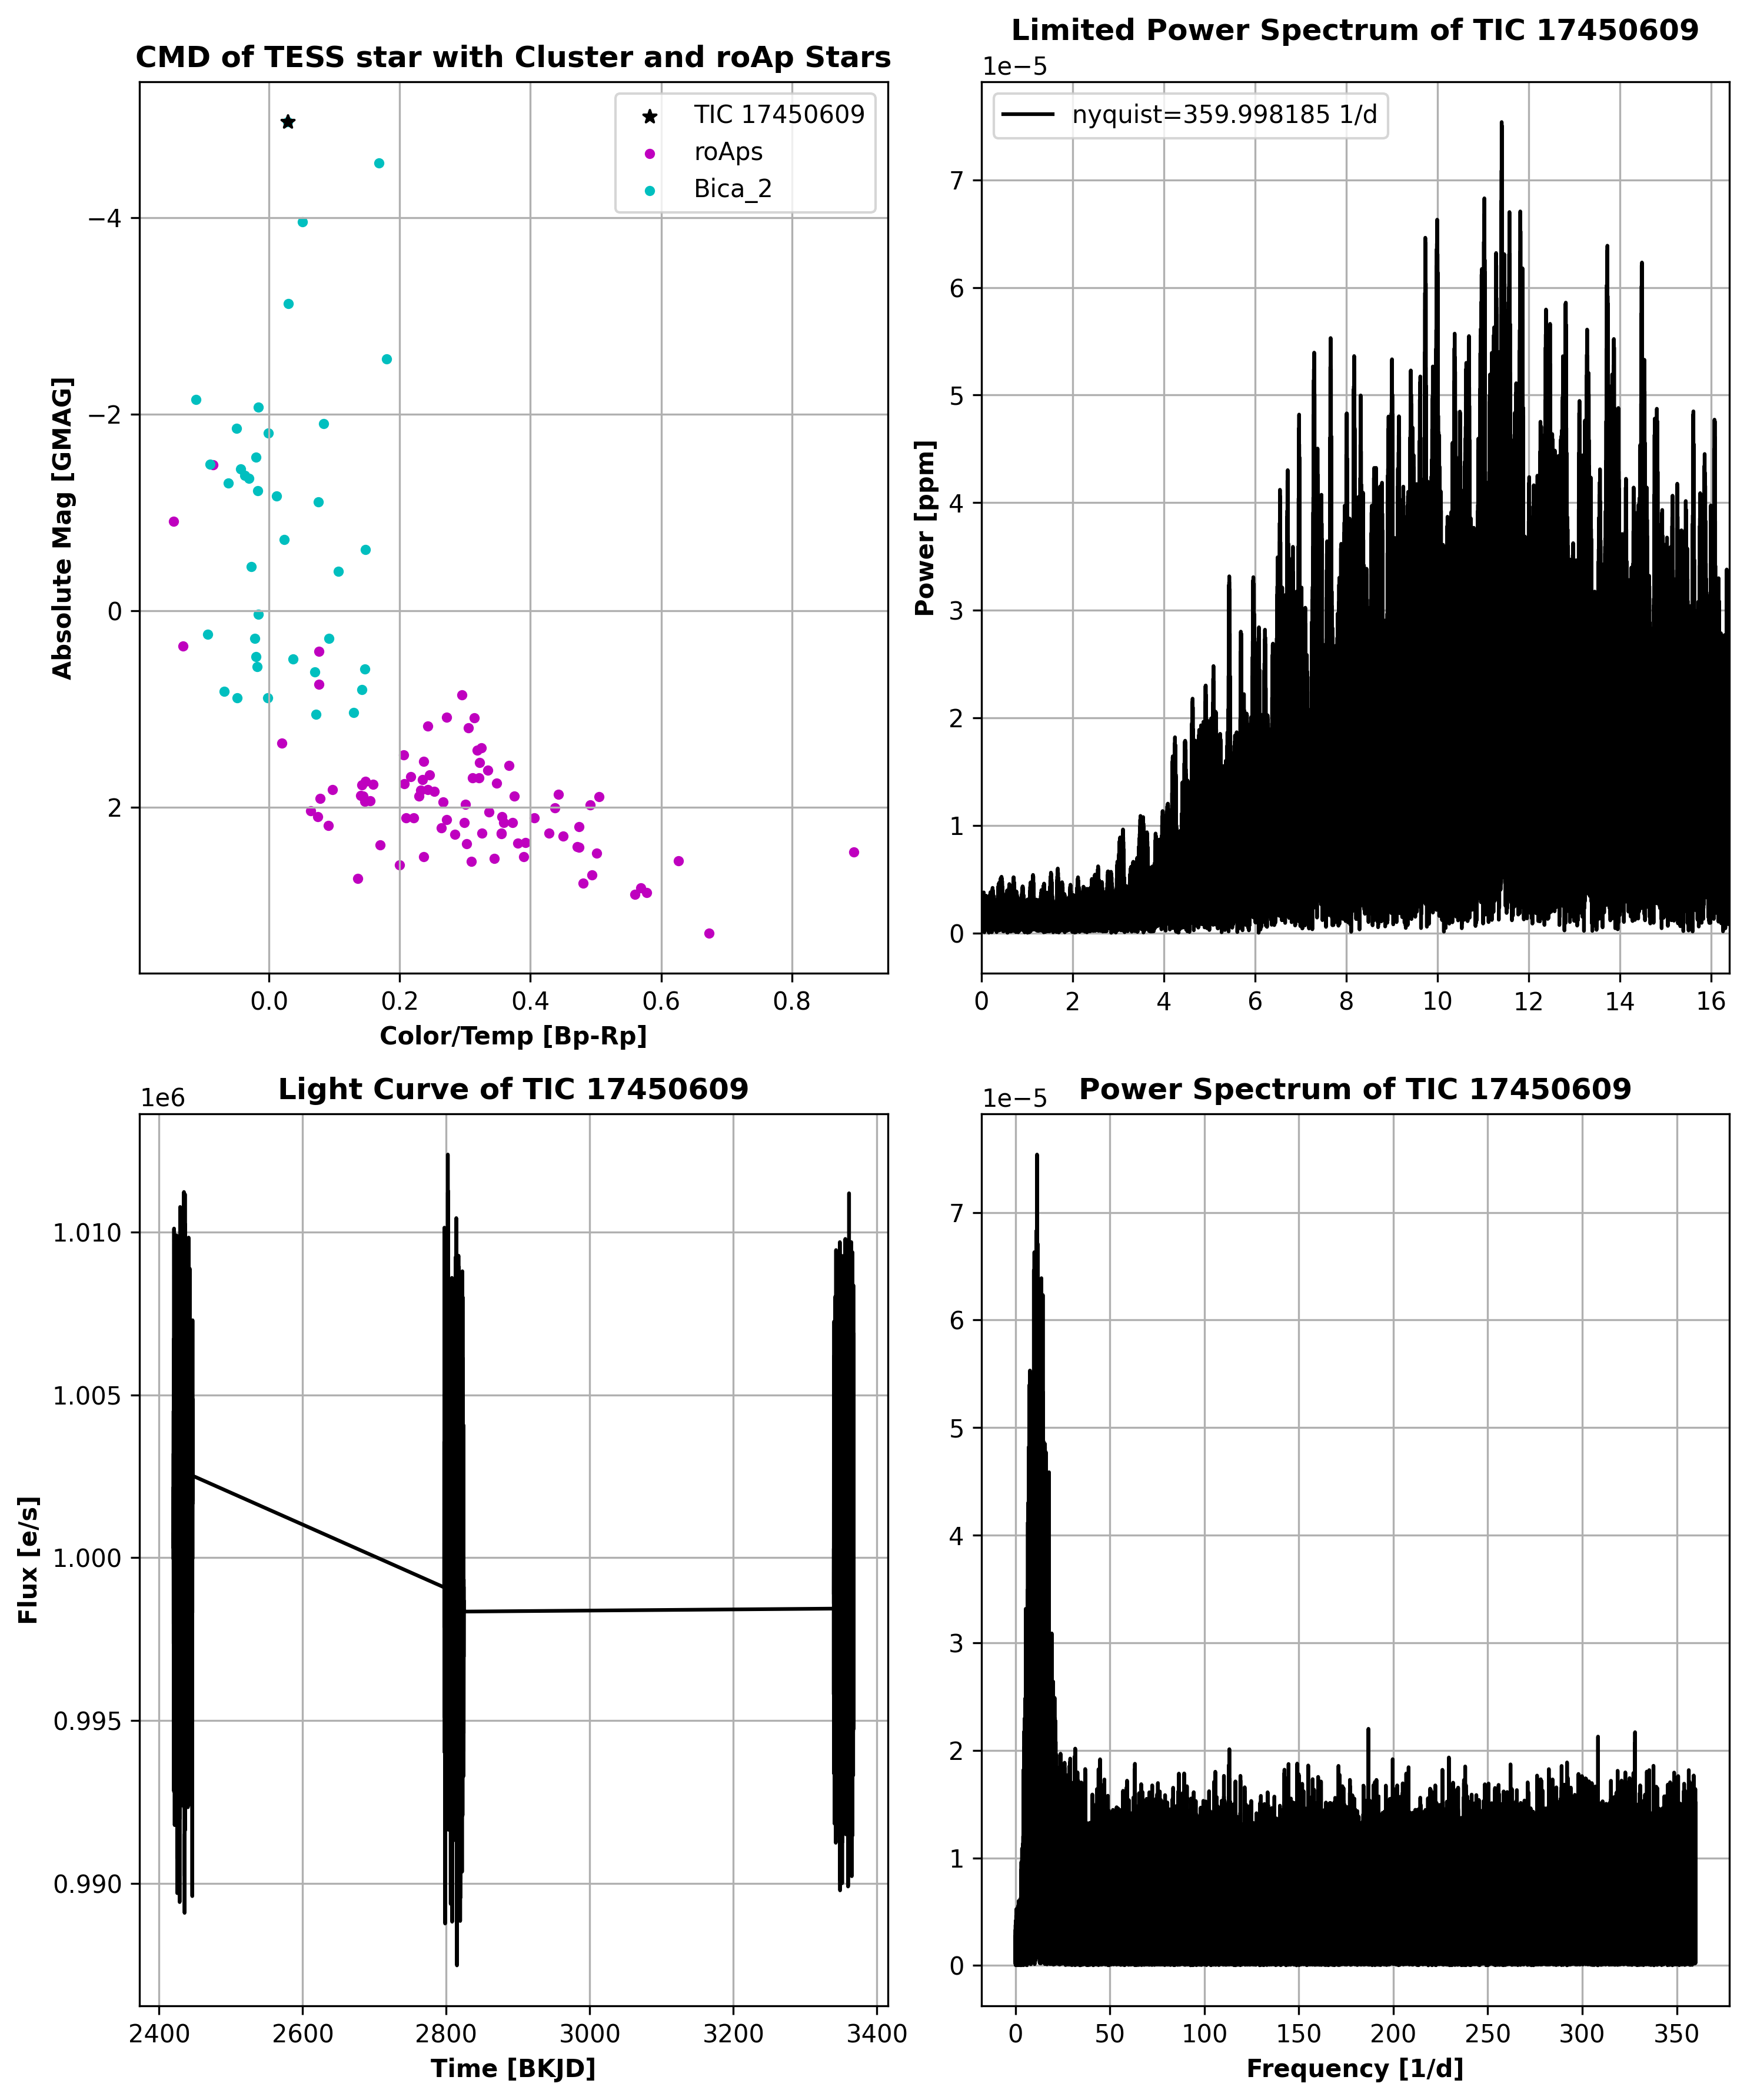 CMD of TESS star with Cluster and roAp Stars
TIC 17450609
roAps
Bica_2
−4
−2
0
2
Absolute Mag [GMAG]
0.0 0.2 0.4 0.6 0.8
Color/Temp [Bp-Rp]
Limited Power Spectrum of TIC 17450609
1e−5
nyquist=359.998185 1/d
7
6
5
4
3
2
1
0
Power [ppm]
0 2 4 6 8 10 12 14 16
Light Curve of TIC 17450609
1e6
1.010
1.005
1.000
0.995
0.990
Flux [e/s]
2400 2600 2800 3000 3200 3400
Time [BKJD]
Power Spectrum of TIC 17450609
1e−5
7
6
5
4
3
2
1
0
0 50 100 150 200 250 300 350
Frequency [1/d]